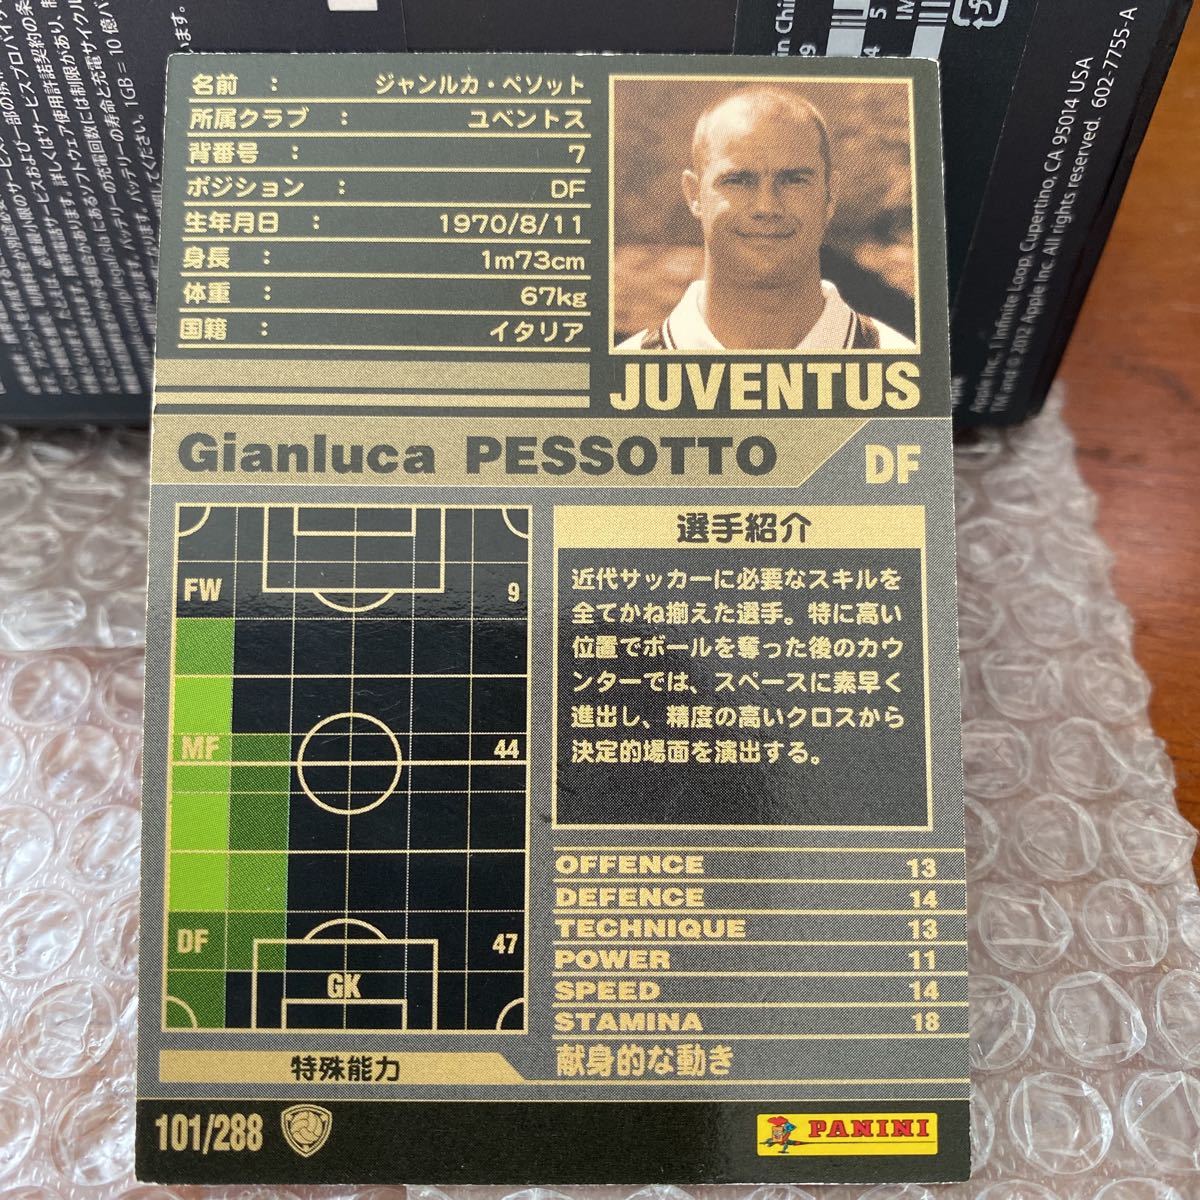 名前 : ジャンルカ・ペソット
所属クラブ : ユベントス
背番号 : 7
ポジション : DF
生年月日 : 1970/8/11
身長 : 1m73cm
体重 : 67kg
国籍 : イタリア
JUVENTUS
Gianluca PESSOTTO
DF
FW 9
MF 44
DF 47
GK
選手紹介
近代サッカーに必要なスキルを
全てかね揃えた選手。特に高い
位置でボールを奪った後のカウ
ンターでは、スペースに素早く
進出し、精度の高いクロスから
決定的場面を演出する。
OFFENCE 13
DEFENCE 14
TECHNIQUE 13
POWER 11
SPEED 14
STAMINA 18
特殊能力 献身的な動き
101/288
PANINI
Apple Inc., 1 Infinite Loop, Cupertino, CA 95014 USA
TM and © 2012 Apple Inc. All rights reserved. 602-7755-A